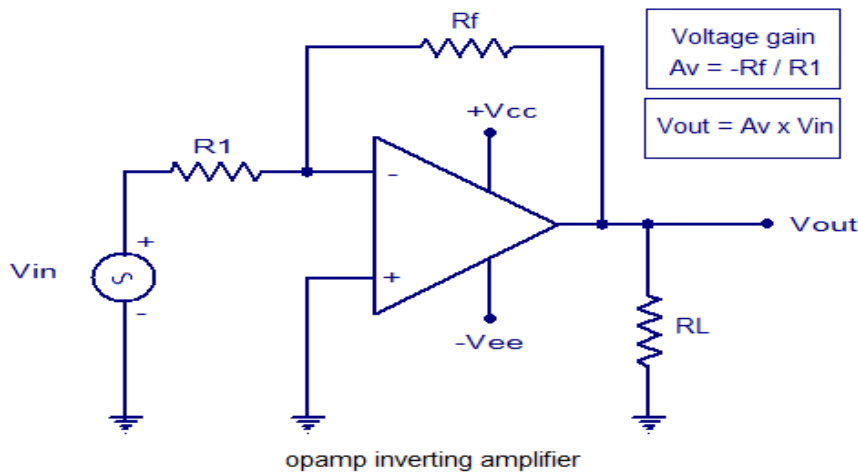 Rf
Voltage gain
Av = -Rf / R1
+Vcc
Vout = Av x Vin
R1
-
Vout
+
Vin
S
+
-
RL
-Vee
opamp inverting amplifier